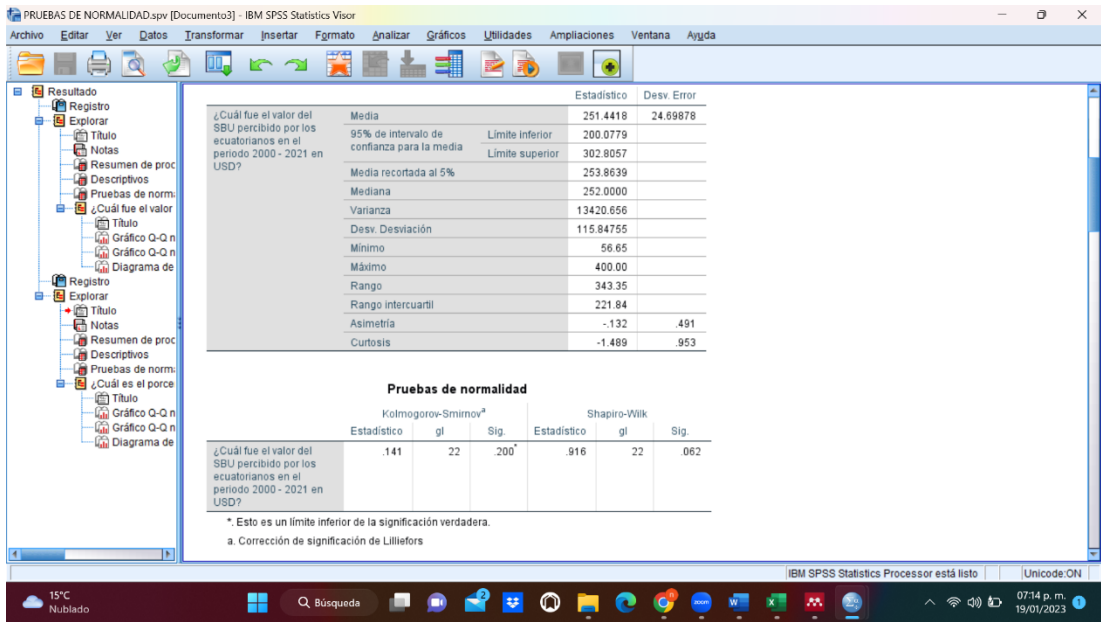 PRUEBAS DE NORMALIDAD.spv [Documento3] - IBM SPSS Statistics Visor
Archivo Editar Ver Datos Transformar Insertar Formato Analizar Gráficos Utilidades Ampliaciones Ventana Ayuda
Resultado
Registro
Explorar
Título
Notas
Resumen de proc
Descriptivos
Pruebas de norm
¿Cuál fue el valor
Título
Gráfico Q-Q n
Gráfico Q-Q n
Diagrama de
Registro
Explorar
Título
Notas
Resumen de proc
Descriptivos
Pruebas de norm
¿Cuál es el porce
Título
Gráfico Q-Q n
Gráfico Q-Q n
Diagrama de
Estadístico Desv. Error
¿Cuál fue el valor del
SBU percibido por los
ecuatorianos en el
periodo 2000 - 2021 en
USD?
Media 251.4418 24.69878
95% de intervalo de
confianza para la media
Límite inferior 200.0779
Límite superior 302.8057
Media recortada al 5% 253.8639
Mediana 252.0000
Varianza 13420.656
Desv. Desviación 115.84755
Mínimo 56.65
Máximo 400.00
Rango 343.35
Rango intercuartil 221.84
Asimetría -.132 .491
Curtosis -1.489 .953
Pruebas de normalidad
Kolmogorov-Smirnov^a Shapiro-Wilk
Estadístico gl Sig. Estadístico gl Sig.
¿Cuál fue el valor del
SBU percibido por los
ecuatorianos en el
periodo 2000 - 2021 en
USD?
.141 22 .200* .916 22 .062
*. Esto es un límite inferior de la significación verdadera.
a. Corrección de significación de Lilliefors
IBM SPSS Statistics Processor está listo Unicode:ON
15°C
Nublado
Búsqueda
2
zoom
07:14 p. m.
19/01/2023
1